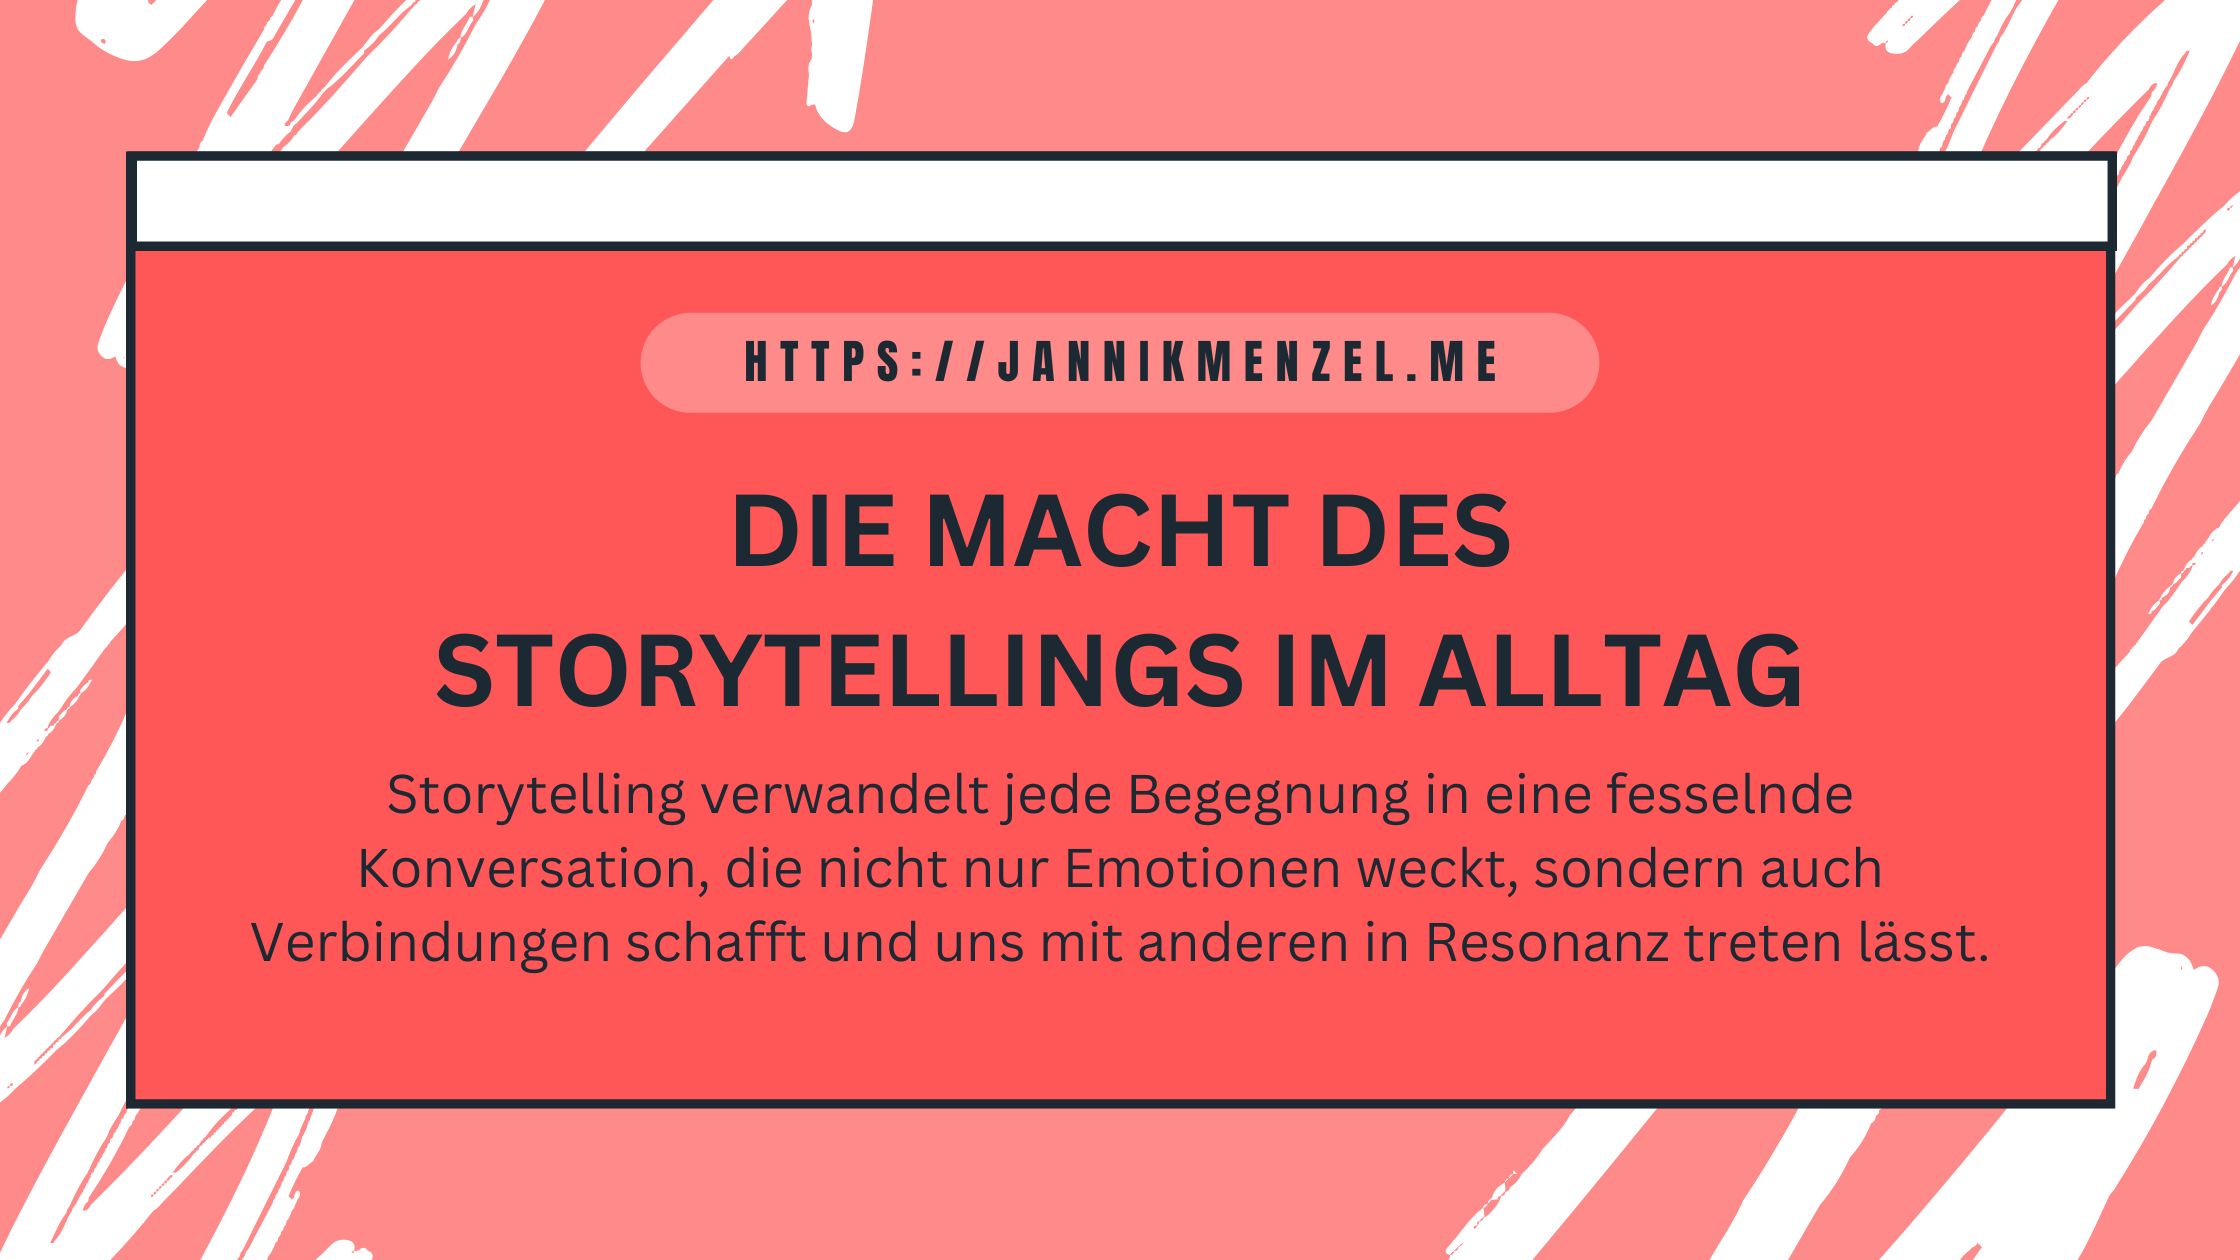 HTTPS://JANNIKMENZEL.ME
DIE MACHT DES
STORYTELLINGS IM ALLTAG
Storytelling verwandelt jede Begegnung in eine fesselnde
Konversation, die nicht nur Emotionen weckt, sondern auch
Verbindungen schafft und uns mit anderen in Resonanz treten lässt.